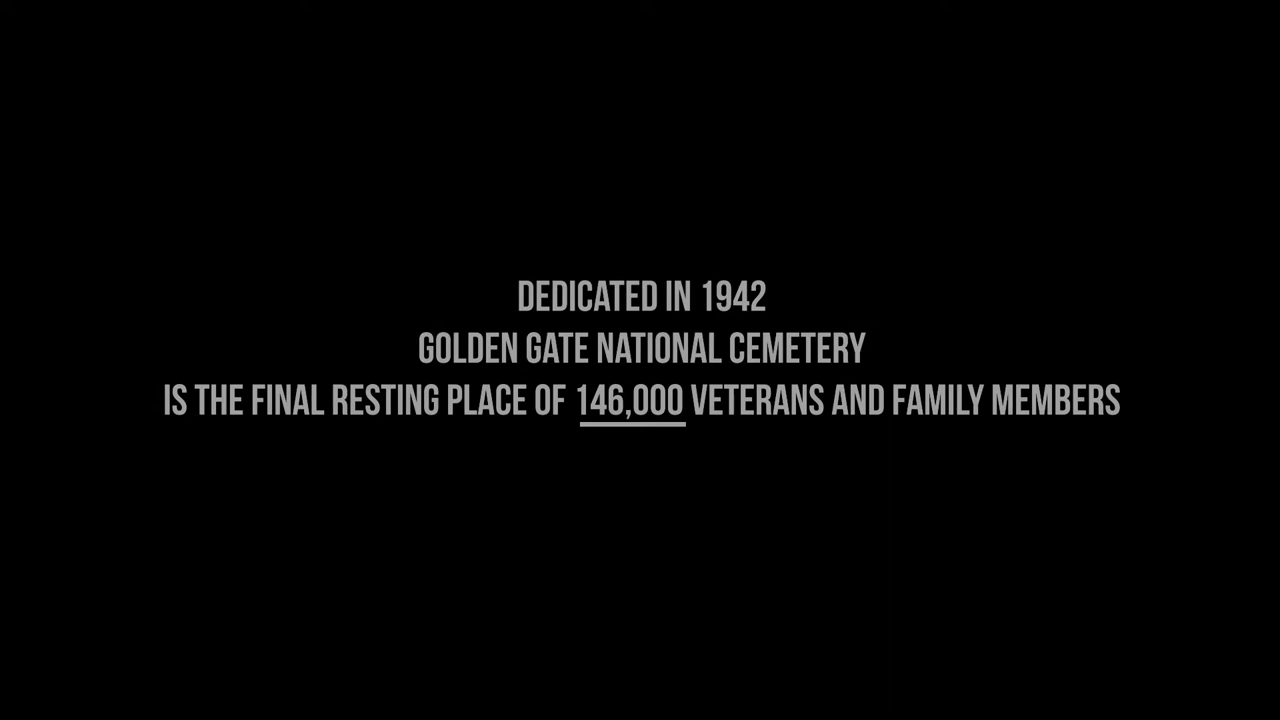 DEDICATED IN 1942
GOLDEN GATE NATIONAL CEMETERY
IS THE FINAL RESTING PLACE OF 146,000 VETERANS AND FAMILY MEMBERS